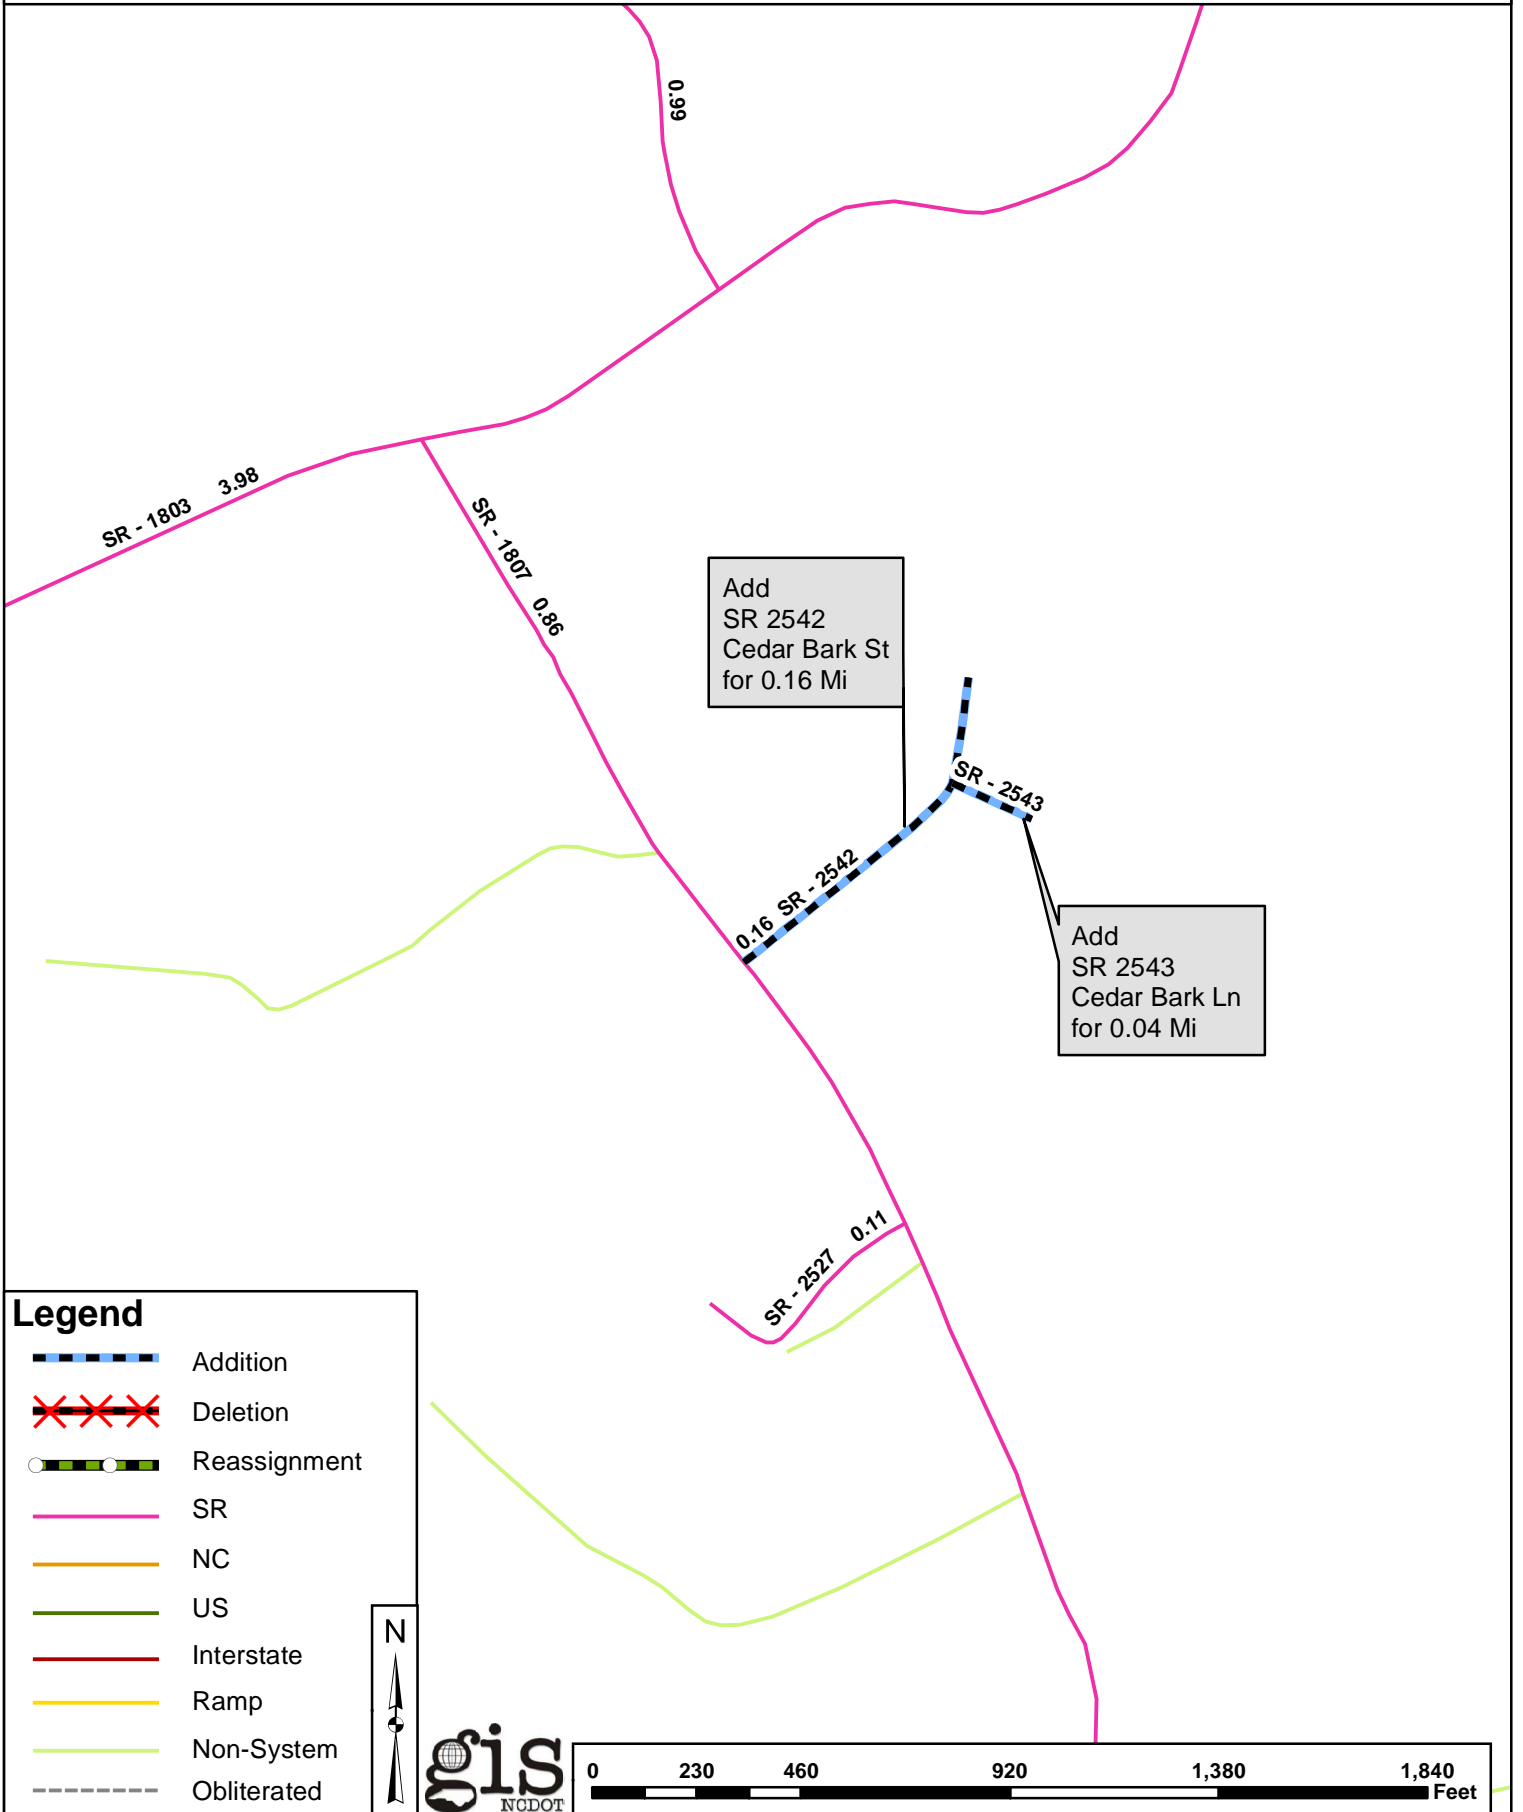 0.99
SR - 1803 3.98
SR - 1807 0.86
Add
SR 2542
Cedar Bark St
for 0.16 Mi
SR - 2543
0.16 SR - 2542
Add
SR 2543
Cedar Bark Ln
for 0.04 Mi
SR - 2527 0.11
Legend
Addition
Deletion
Reassignment
SR
NC
US
Interstate
Ramp
Non-System
Obliterated
N
gis
NCDOT
0 230 460 920 1,380 1,840
Feet